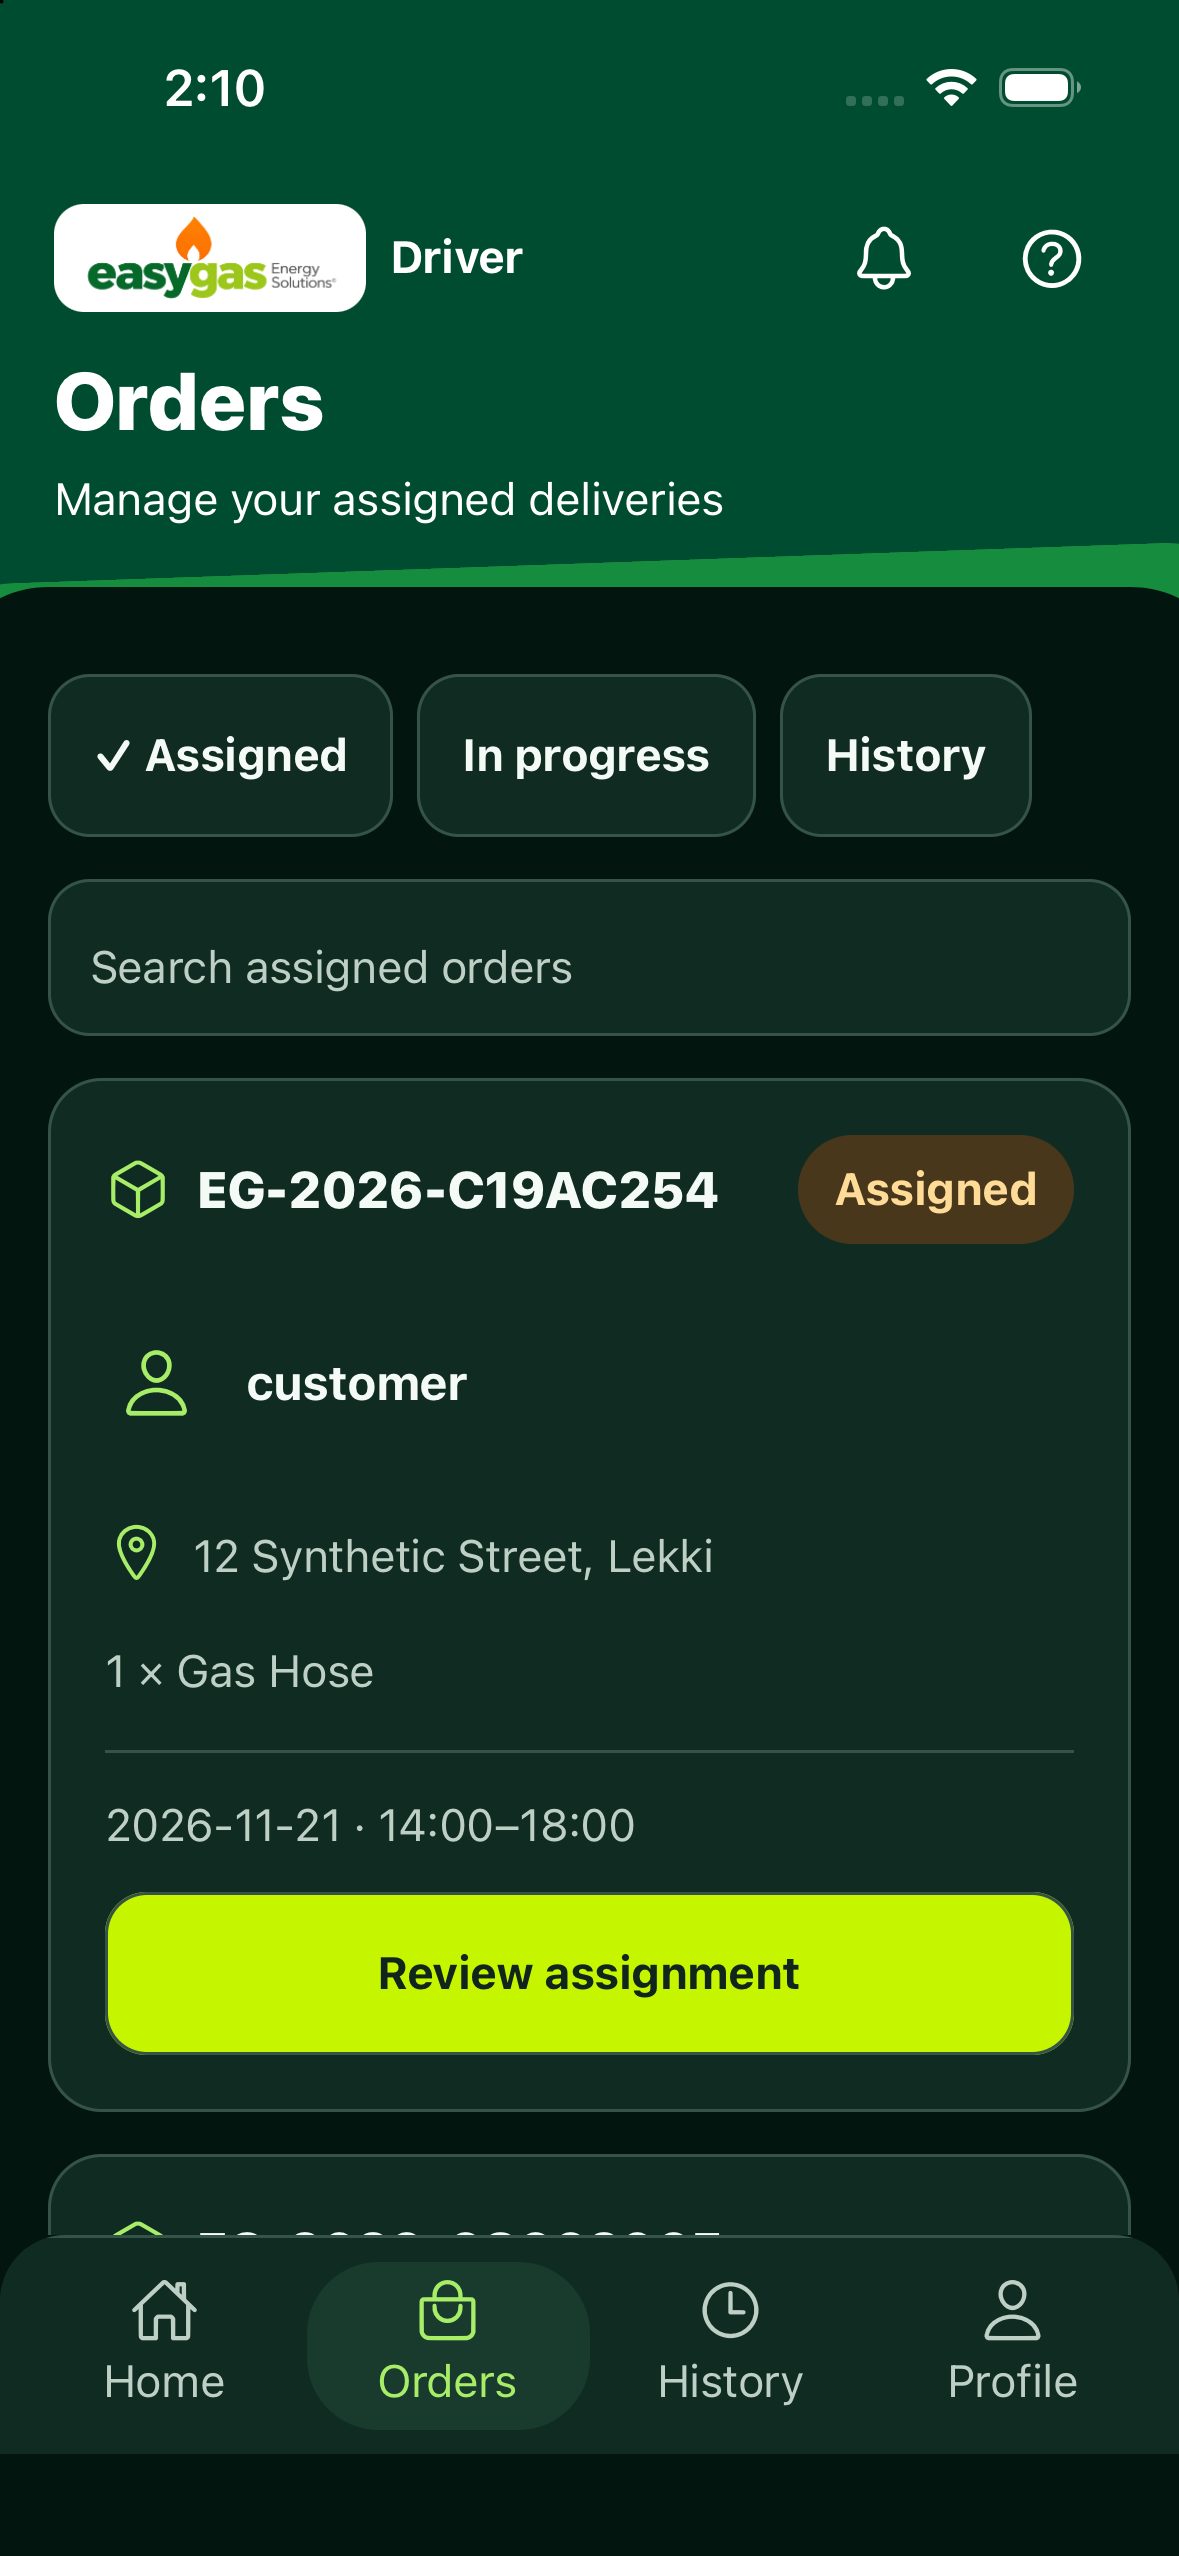 2:10
easygas Energy Solutions® Driver
Orders
Manage your assigned deliveries
✓ Assigned In progress History
Search assigned orders
EG-2026-C19AC254 Assigned
customer
12 Synthetic Street, Lekki
1 × Gas Hose
2026-11-21 · 14:00–18:00
Review assignment
Home Orders History Profile